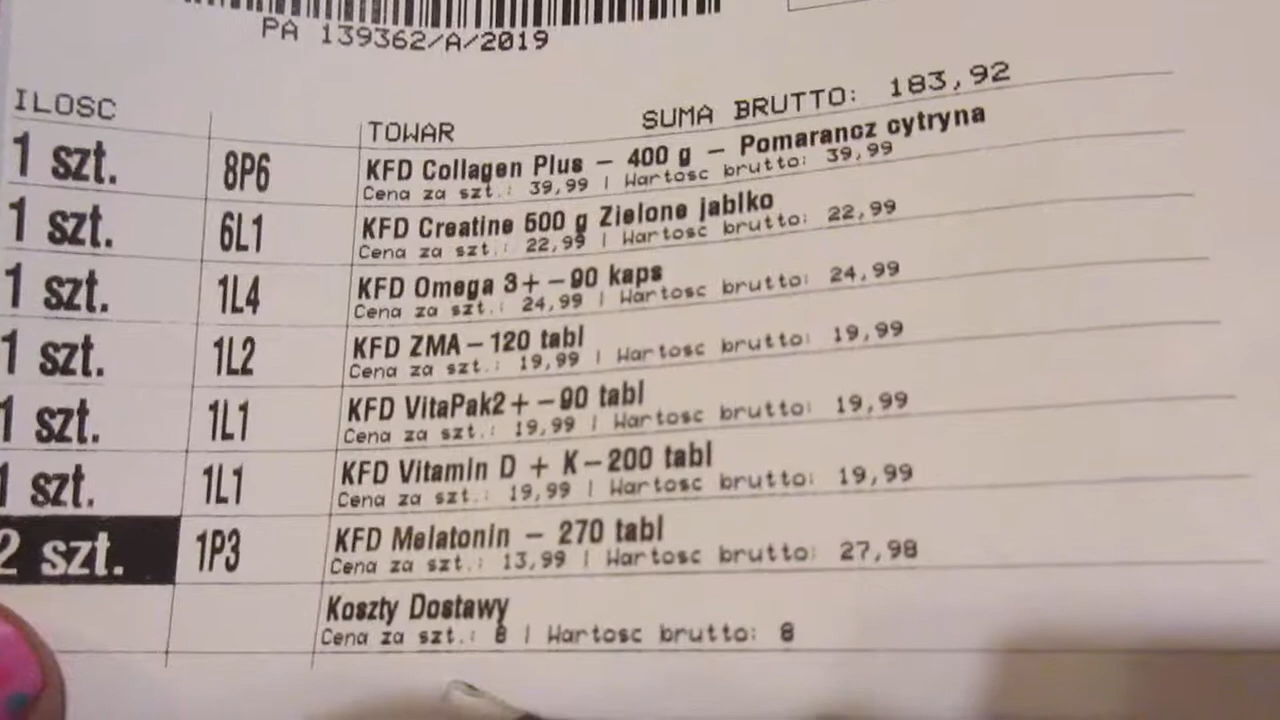 PA 139362/A/2019
ILOSC TOWAR SUMA BRUTTO: 183,92
1 szt. 8P6 KFD Collagen Plus – 400 g – Pomarancz cytryna
Cena za szt.: 39,99 | Wartosc brutto: 39,99
1 szt. 6L1 KFD Creatine 500 g Zielone jablko
Cena za szt.: 22,99 | Wartosc brutto: 22,99
1 szt. 1L4 KFD Omega 3+ – 90 kaps
Cena za szt.: 24,99 | Wartosc brutto: 24,99
1 szt. 1L2 KFD ZMA – 120 tabl
Cena za szt.: 19,99 | Wartosc brutto: 19,99
1 szt. 1L1 KFD VitaPak2+ – 90 tabl
Cena za szt.: 19,99 | Wartosc brutto: 19,99
1 szt. 1L1 KFD Vitamin D + K – 200 tabl
Cena za szt.: 19,99 | Wartosc brutto: 19,99
2 szt. 1P3 KFD Melatonin – 270 tabl
Cena za szt.: 13,99 | Wartosc brutto: 27,98
Koszty Dostawy
Cena za szt.: 8 | Wartosc brutto: 8